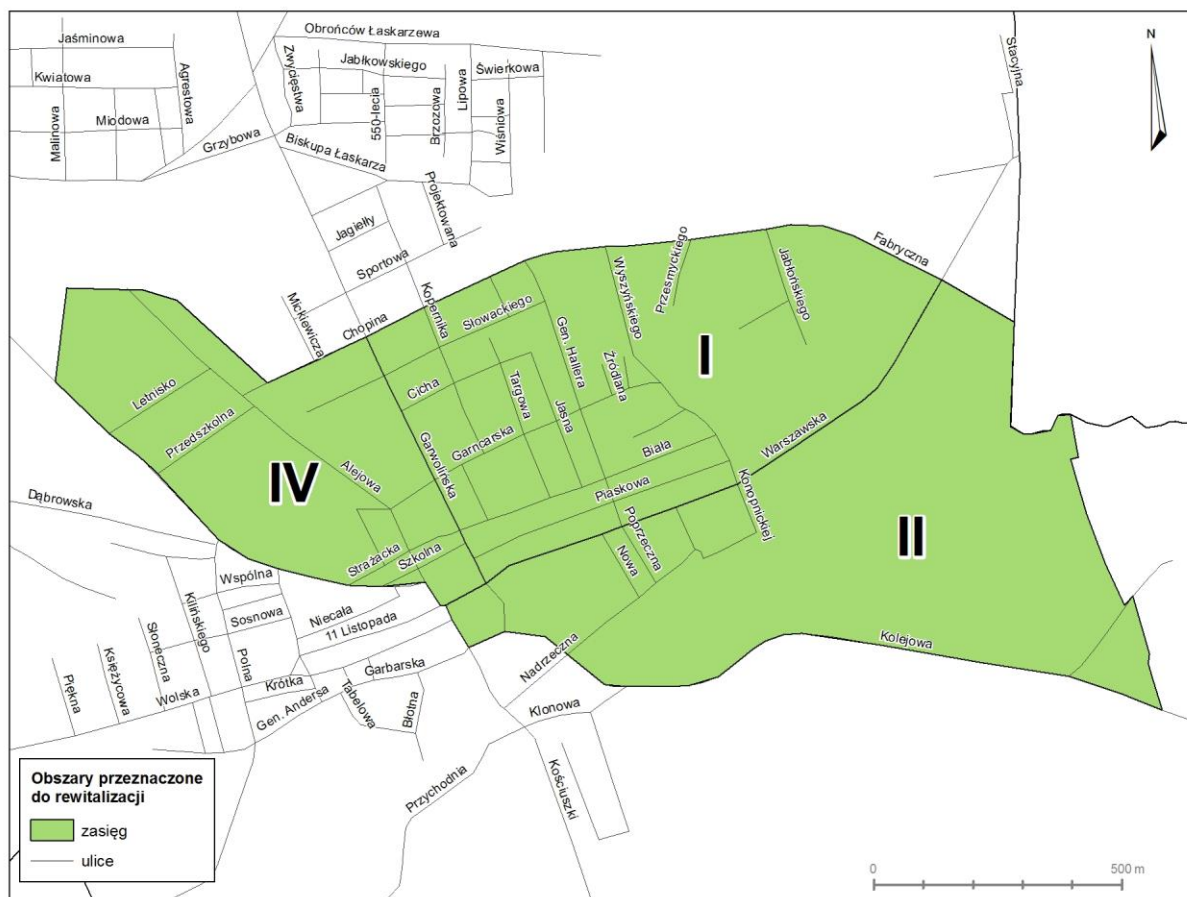 Obrońców Łaskarzewa
Jaśminowa
Zwycięstwa
Jabłkowskiego
Stacyjna
N
Kwiatowa
Agrestowa
Lipowa
Świerkowa
Malinowa
Miodowa
550-lecia
Brzozowa
Wiśniowa
Grzybowa
Biskupa Łaskarza
Projektowana
Jagiełły
Sportowa
Fabryczna
Przesmyckiego
Wyszyńskiego
Jabłońskiego
Mickiewicza
Chopina
Kopernika
Słowackiego
Gen. Hallera
I
Źródlana
Letnisko
Cicha
Targowa
Jasna
Przedszkolna
Garncarska
Garwolińska
Biała
Warszawska
Alejowa
IV
Piaskowa
Konopnickiej
Dąbrowska
Poprzeczna
II
Strażacka
Szkolna
Nowa
Wspólna
Kilińskiego
Sosnowa
Niecała
11 Listopada
Słoneczna
Kolejowa
Nadrzeczna
Księżycowa
Piękna
Polna
Garbarska
Wolska
Krótka
Gen. Andersa
Tabelowa
Błotna
Klonowa
Przychodnia
Kościuszki
Obszary przeznaczone
do rewitalizacji
zasięg
ulice
0
500 m